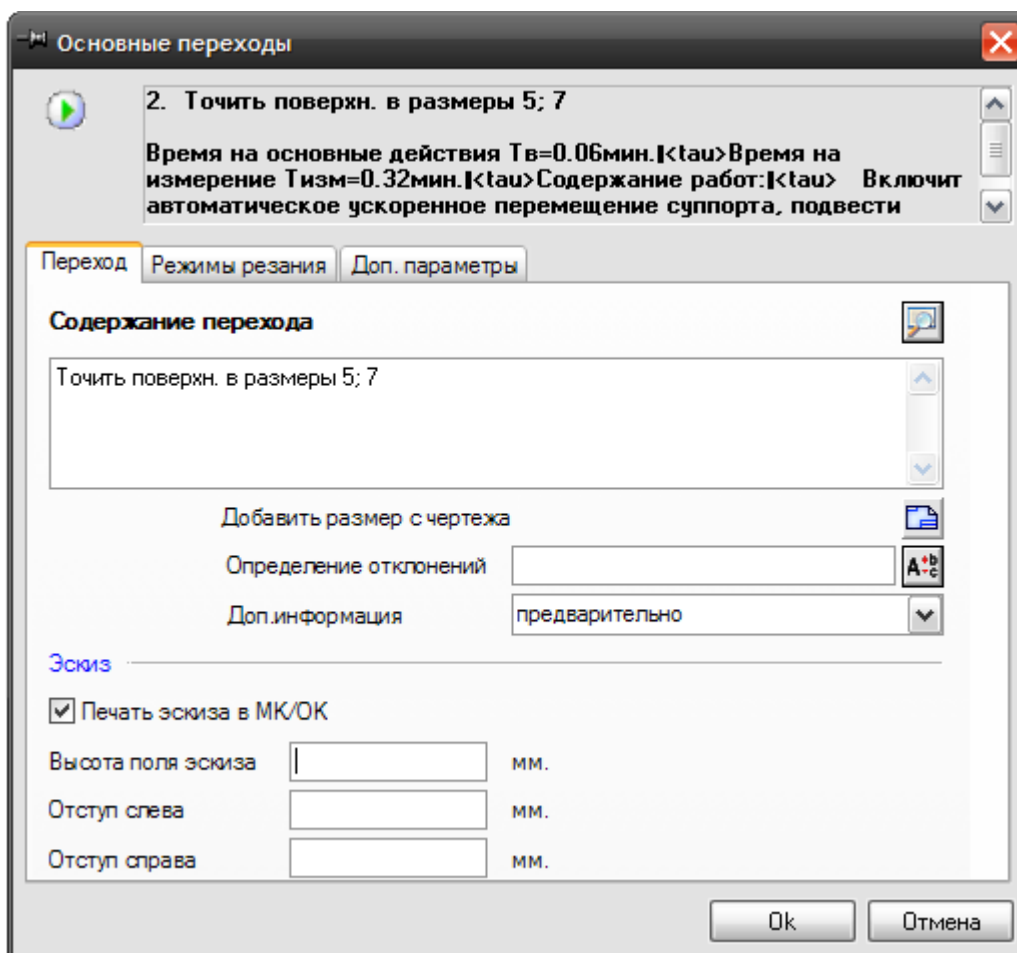 Основные переходы
2. Точить поверхн. в размеры 5; 7
Время на основные действия Тв=0.06мин.|<tau>Время на
измерение Тизм=0.32мин.|<tau>Содержание работ:|<tau> Включит
автоматическое ускоренное перемещение суппорта, подвести
Переход Режимы резания Доп. параметры
Содержание перехода
Точить поверхн. в размеры 5; 7
Добавить размер с чертежа
Определение отклонений
Доп.информация предварительно
Эскиз
Печать эскиза в МК/ОК
Высота поля эскиза мм.
Отступ слева мм.
Отступ справа мм.
Ok Отмена